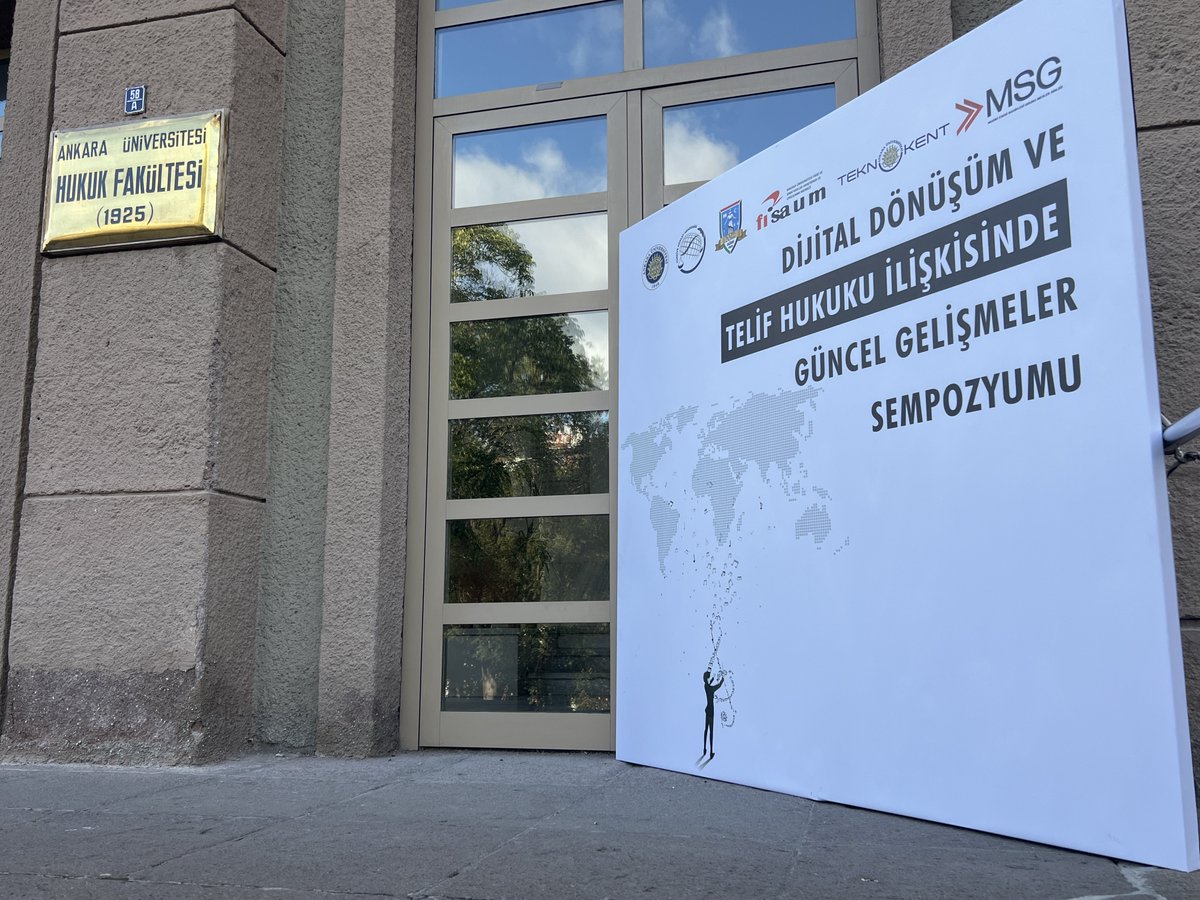 58
A
ANKARA ÜNİVERSİTESİ
HUKUK FAKÜLTESİ
(1925)
fisaum
TEKNOKENT
MSG
DİJİTAL DÖNÜŞÜM VE
TELİF HUKUKU İLİŞKİSİNDE
GÜNCEL GELİŞMELER
SEMPOZYUMU